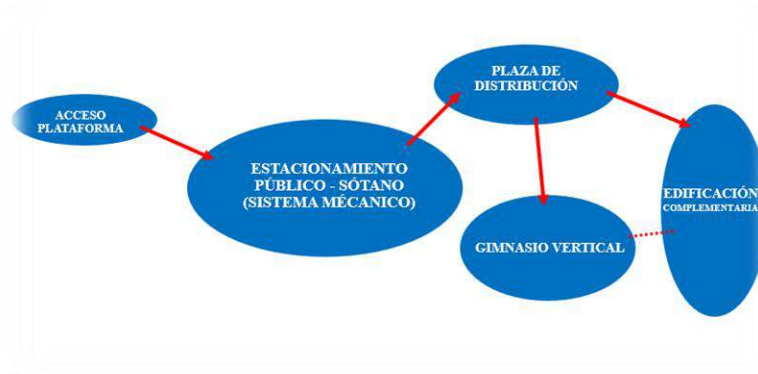 ACCESO
PLATAFORMA
ESTACIONAMIENTO
PÚBLICO - SÓTANO
(SISTEMA MÉCANICO)
PLAZA DE
DISTRIBUCIÓN
GIMNASIO VERTICAL
EDIFICACIÓN
COMPLEMENTARIA